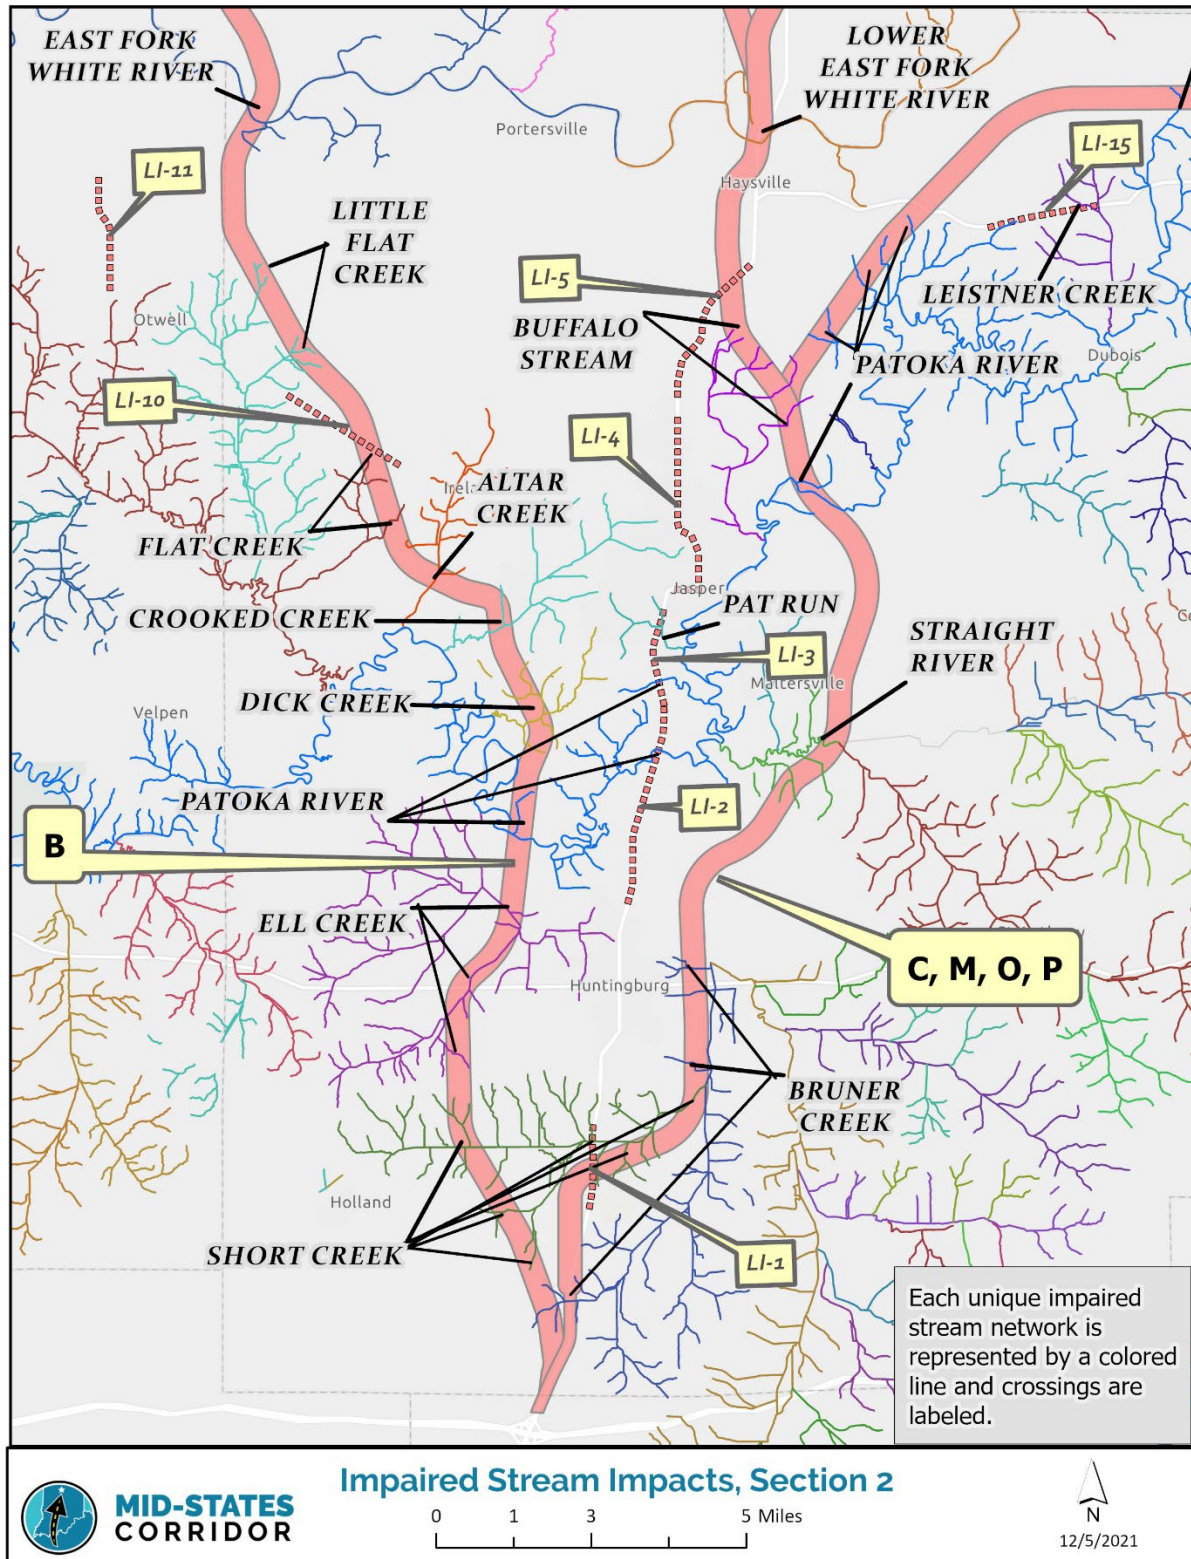 EAST FORK
WHITE RIVER
LOWER
EAST FORK
WHITE RIVER
Portersville
LI-11
LI-15
Haysville
LITTLE
FLAT
CREEK
LI-5
LEISTNER CREEK
Otwell
BUFFALO
STREAM
PATOKA RIVER
Dubois
LI-10
LI-4
ALTAR
CREEK
FLAT CREEK
Jasper
CROOKED CREEK
PAT RUN
STRAIGHT
RIVER
LI-3
Maltersville
DICK CREEK
Velpen
PATOKA RIVER
LI-2
B
ELL CREEK
C, M, O, P
Huntingburg
BRUNER
CREEK
Holland
SHORT CREEK
LI-1
Each unique impaired
stream network is
represented by a colored
line and crossings are
labeled.
MID-STATES
CORRIDOR
Impaired Stream Impacts, Section 2
0 1 3 5 Miles
N
12/5/2021